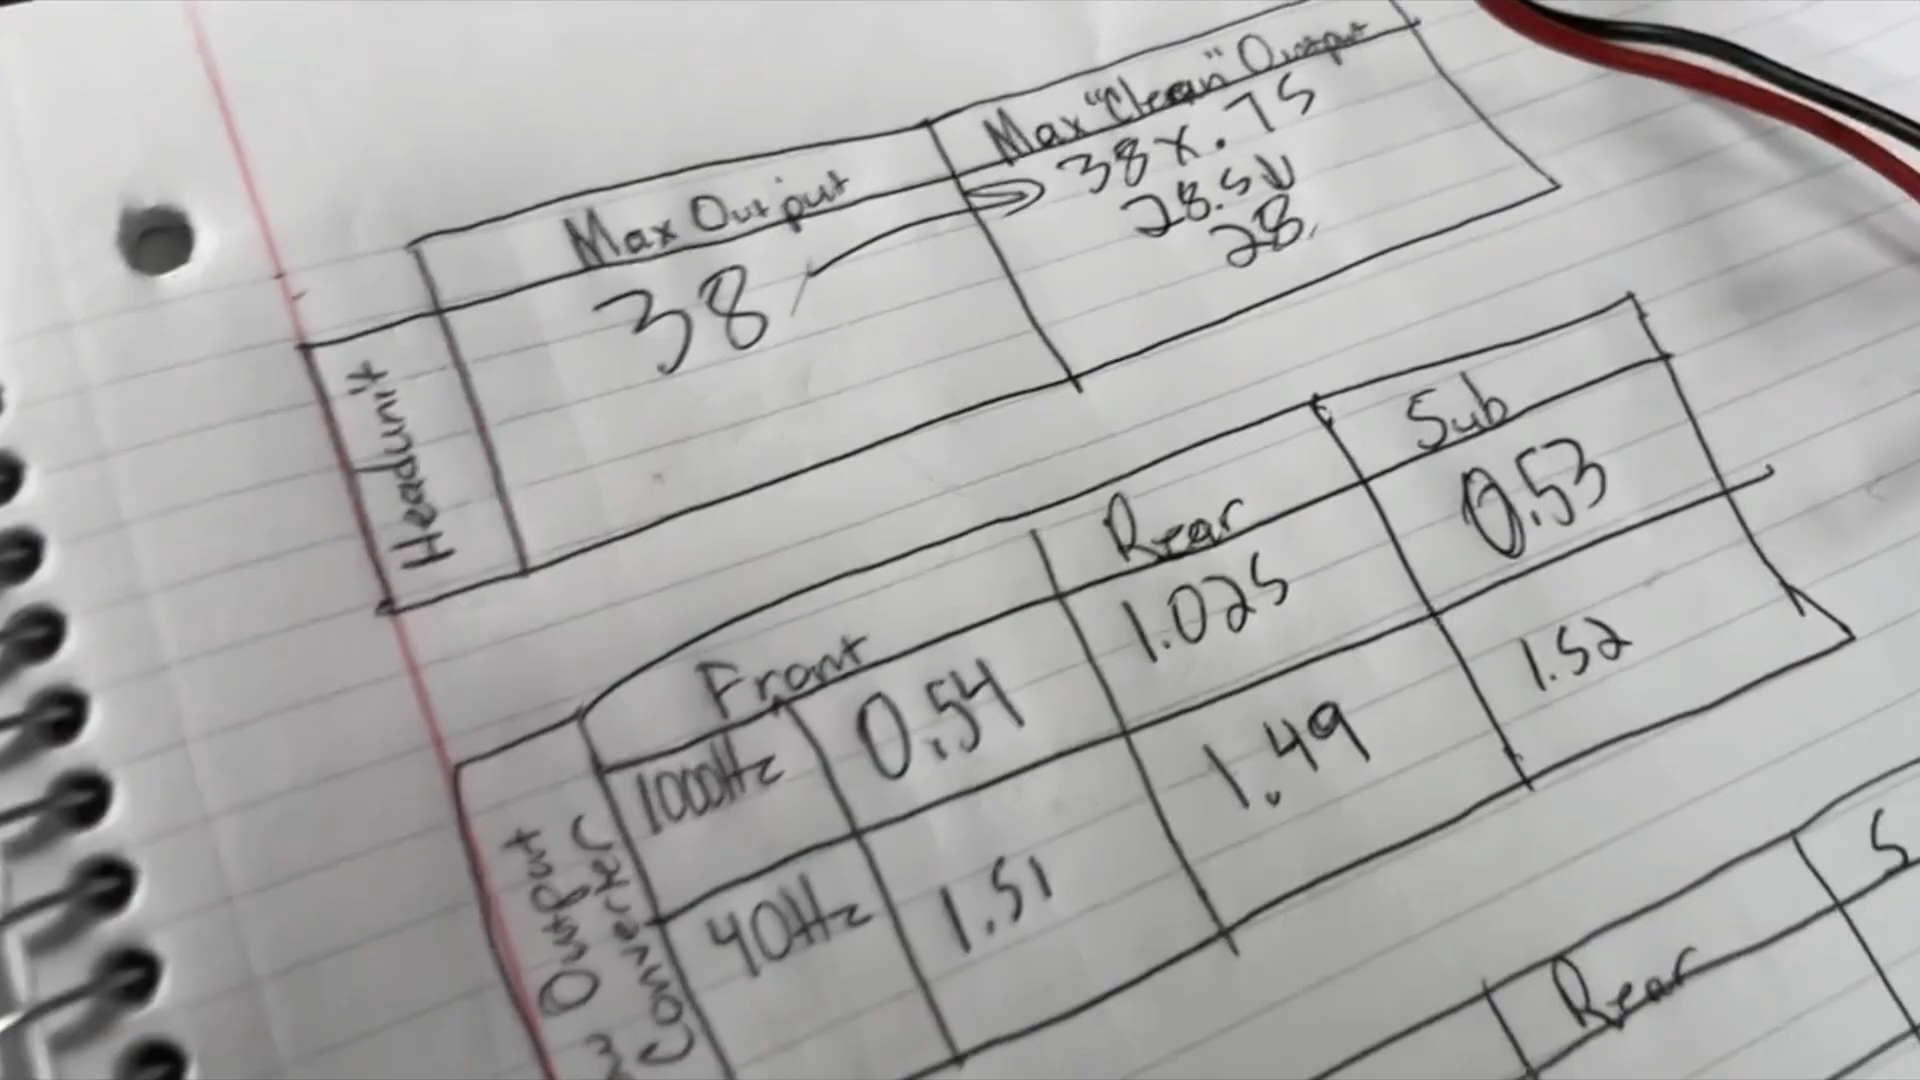 Max Output
Max "Clean" Output
Headunit
38
38x.75
28.5V
28.
Front
Rear
Sub
1000Hz
0.54
1.025
0.53
40Hz
1.51
1.49
1.52
Output
Converter
Rear
S